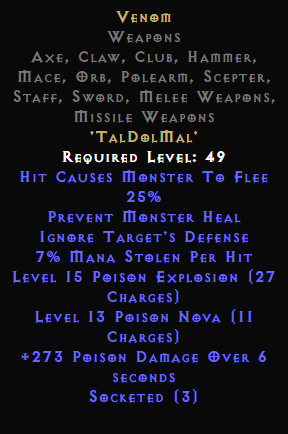 Venom
Weapons
Axe, Claw, Club, Hammer,
Mace, Orb, Polearm, Scepter,
Staff, Sword, Melee Weapons,
Missile Weapons
'TalDolMal'
Required Level: 49
Hit Causes Monster To Flee
25%
Prevent Monster Heal
Ignore Target's Defense
7% Mana Stolen Per Hit
Level 15 Poison Explosion (27
Charges)
Level 13 Poison Nova (11
Charges)
+273 Poison Damage Over 6
seconds
Socketed (3)